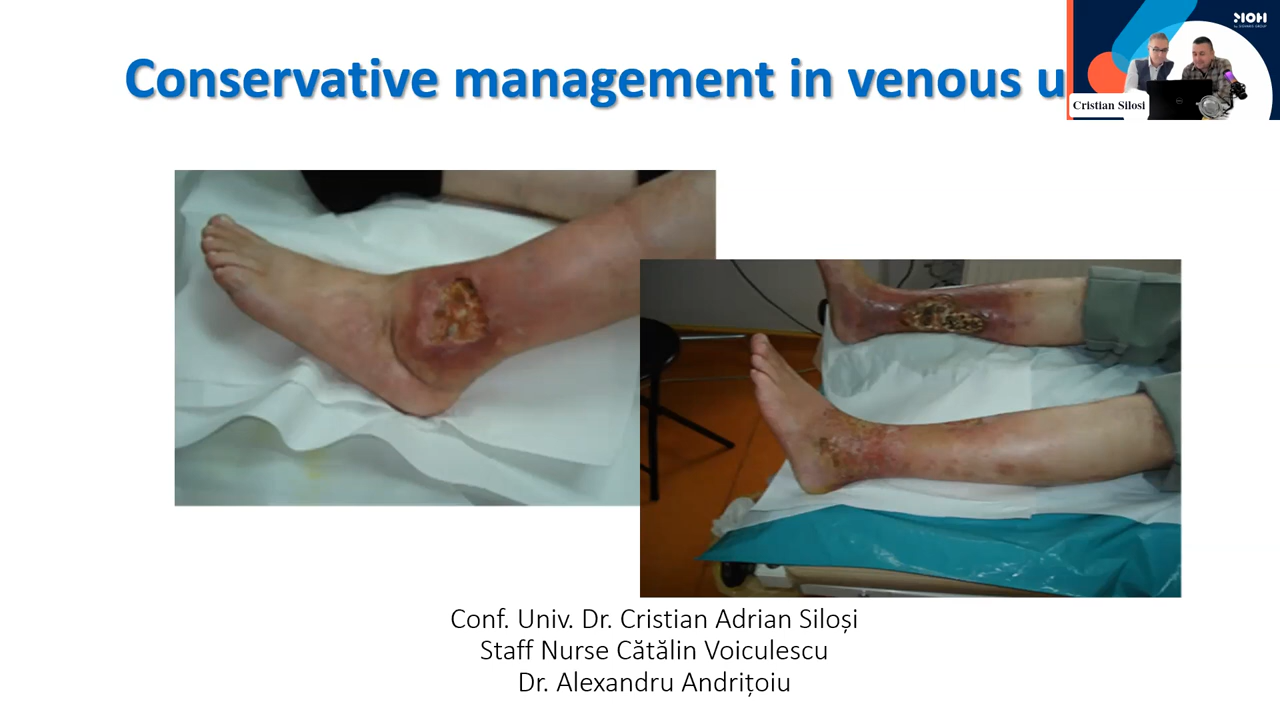 Conservative management in venous u
Cristian Silosi
Conf. Univ. Dr. Cristian Adrian Siloși
Staff Nurse Cătălin Voiculescu
Dr. Alexandru Andrițoiu